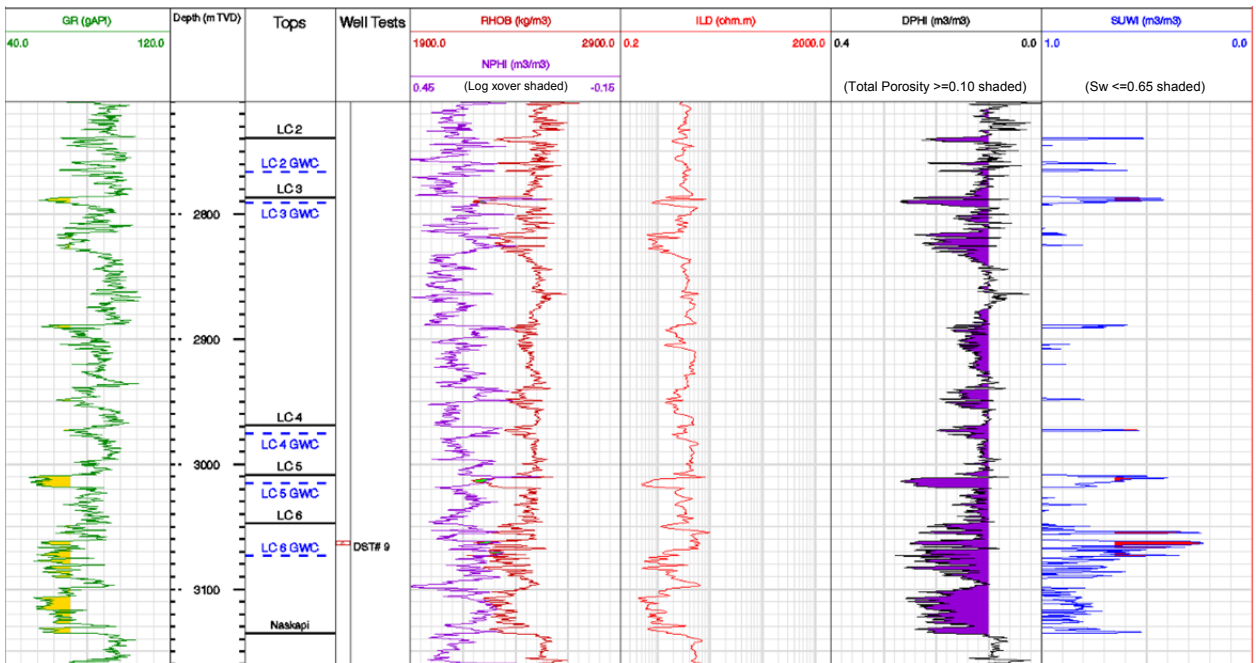 GR (gAPI) Depth (m TVD) Tops Well Tests RHOB (kg/m3) ILD (ohm.m) DPHI (m3/m3) SUWI (m3/m3)
40.0 120.0 1900.0 2900.0 0.2 2000.0 0.4 0.0 1.0 0.0
NPHI (m3/m3)
0.45 (Log xover shaded) -0.15 (Total Porosity >=0.10 shaded) (Sw <=0.65 shaded)
LC 2
LC 2 GWC
LC 3
2800 LC 3 GWC
2900
LC 4
LC 4 GWC
3000 LC 5
LC 5 GWC
LC 6
LC 6 GWC DST# 9
3100
Naskapi